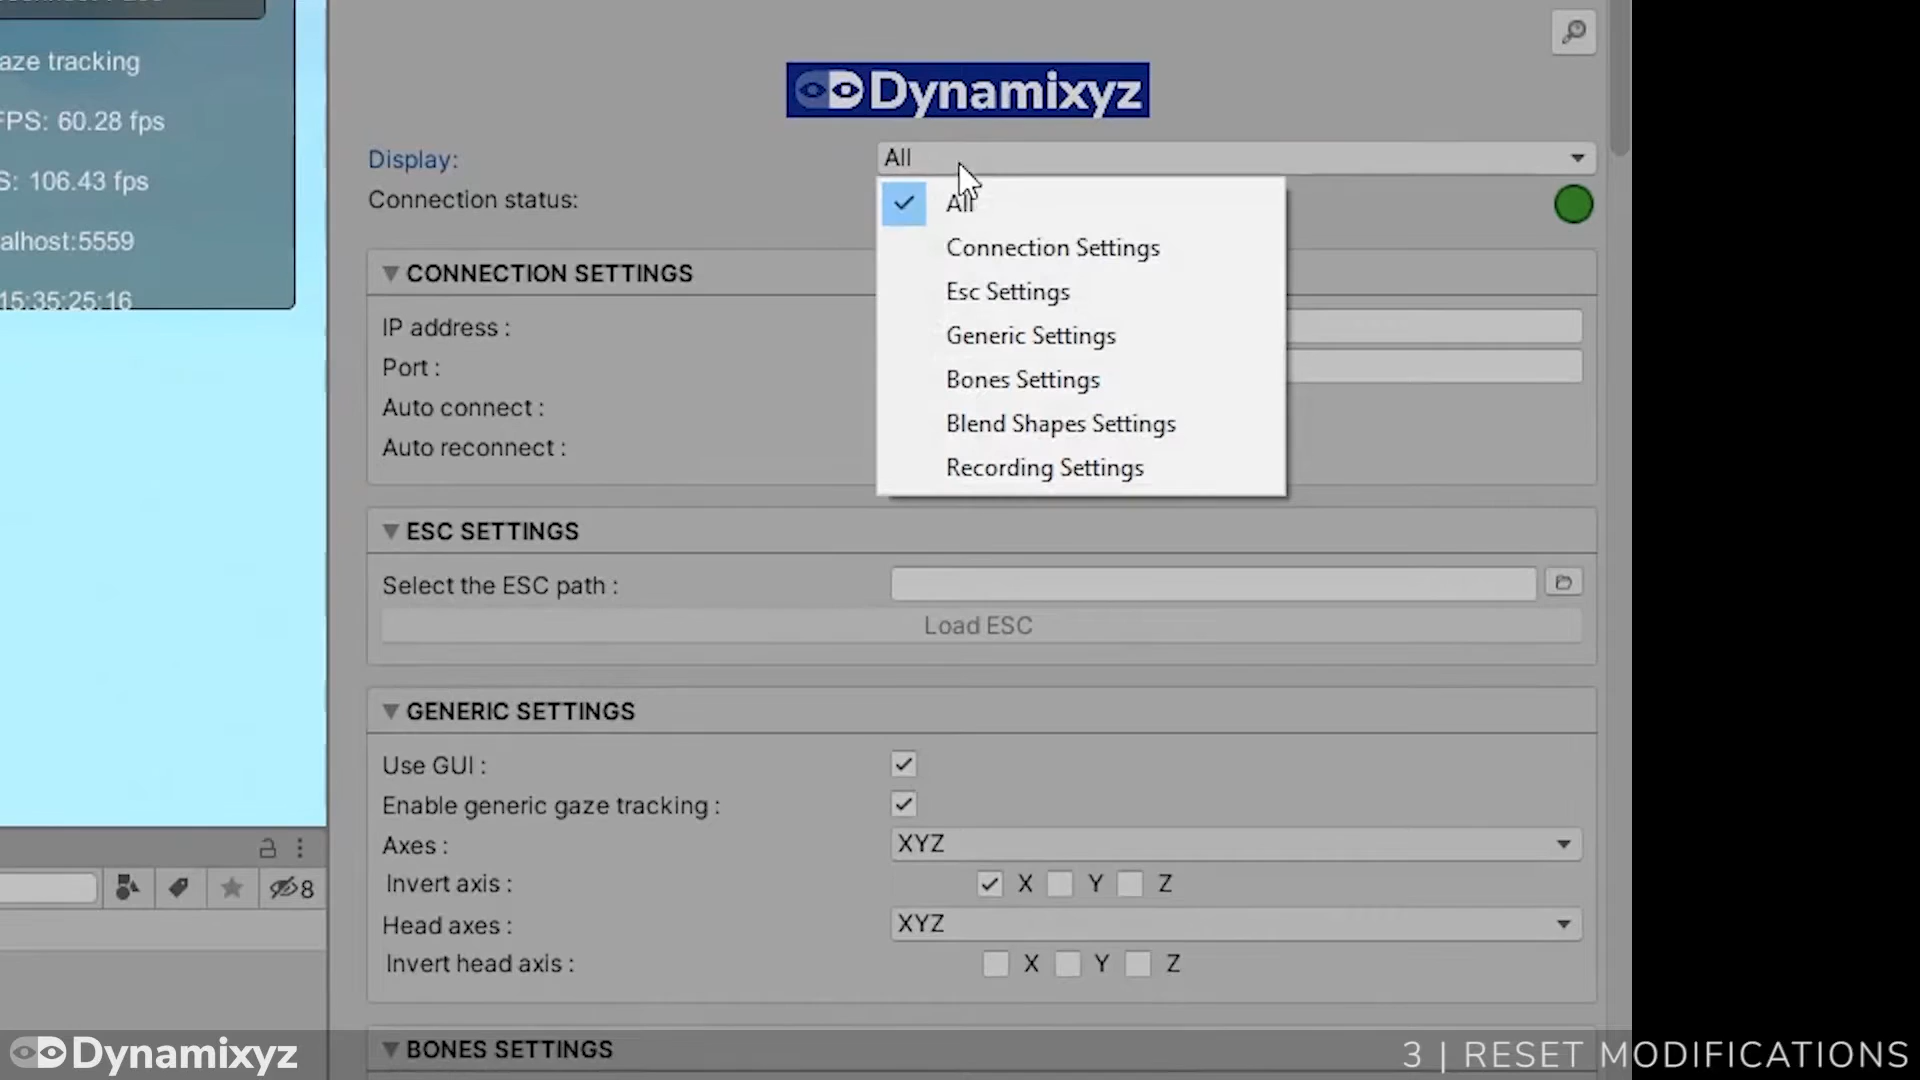 aze tracking
FPS: 60.28 fps
S: 106.43 fps
alhost:5559
15:35:25:16
8
Dynamixyz
Display:
All
Connection status:
All
Connection Settings
Esc Settings
Generic Settings
Bones Settings
Blend Shapes Settings
Recording Settings
CONNECTION SETTINGS
IP address :
Port :
Auto connect :
Auto reconnect :
ESC SETTINGS
Select the ESC path :
Load ESC
GENERIC SETTINGS
Use GUI :
Enable generic gaze tracking :
Axes :
XYZ
Invert axis :
X Y Z
Head axes :
XYZ
Invert head axis :
X Y Z
BONES SETTINGS
Dynamixyz
3 | RESET MODIFICATIONS